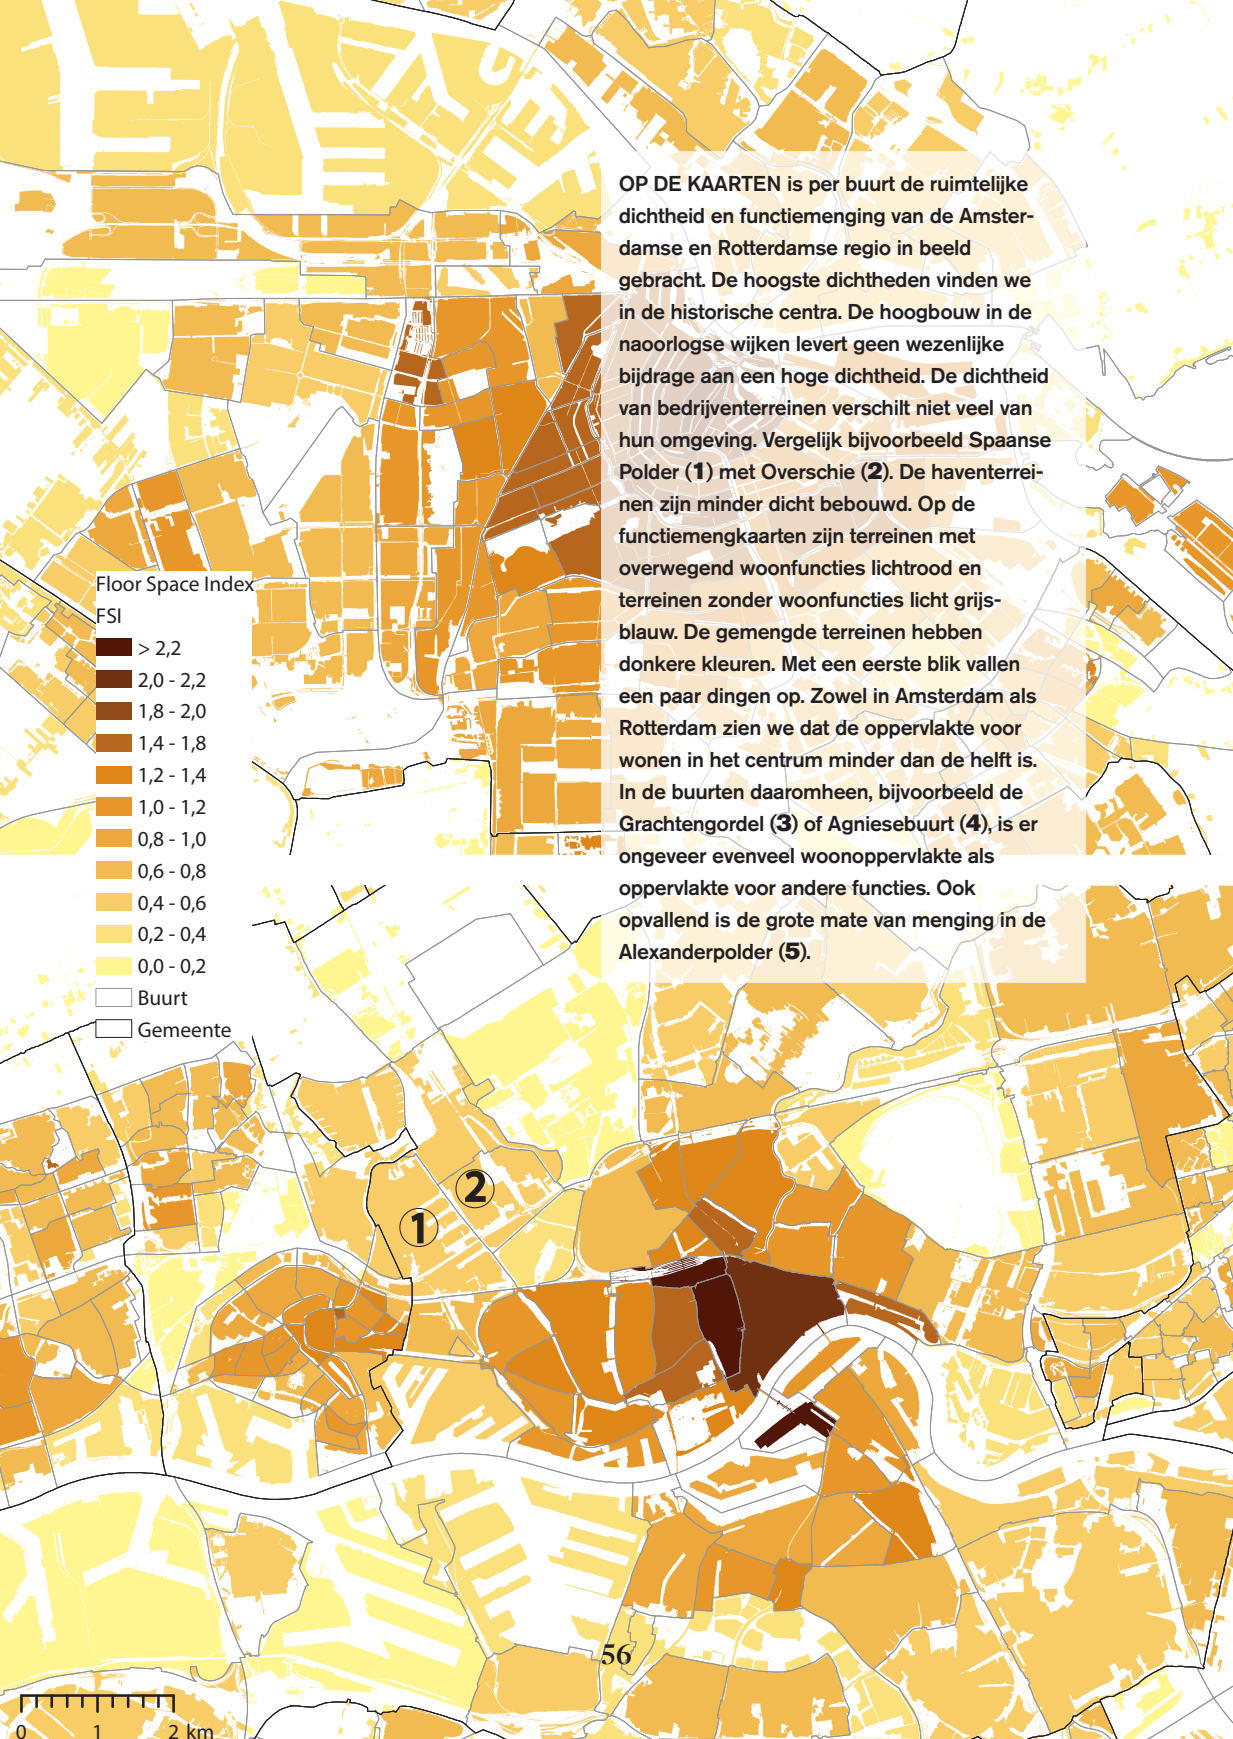 OP DE KAARTEN is per buurt de ruimtelijke
dichtheid en functiemenging van de Amster-
damse en Rotterdamse regio in beeld
gebracht. De hoogste dichtheden vinden we
in de historische centra. De hoogbouw in de
naoorlogse wijken levert geen wezenlijke
bijdrage aan een hoge dichtheid. De dichtheid
van bedrijventerreinen verschilt niet veel van
hun omgeving. Vergelijk bijvoorbeeld Spaanse
Polder (1) met Overschie (2). De haventerrei-
nen zijn minder dicht bebouwd. Op de
functiemengkaarten zijn terreinen met
overwegend woonfuncties lichtrood en
terreinen zonder woonfuncties licht grijs-
blauw. De gemengde terreinen hebben
donkere kleuren. Met een eerste blik vallen
een paar dingen op. Zowel in Amsterdam als
Rotterdam zien we dat de oppervlakte voor
wonen in het centrum minder dan de helft is.
In de buurten daaromheen, bijvoorbeeld de
Grachtengordel (3) of Agniesebuurt (4), is er
ongeveer evenveel woonoppervlakte als
oppervlakte voor andere functies. Ook
opvallend is de grote mate van menging in de
Alexanderpolder (5).
Floor Space Index
FSI
> 2,2
2,0 - 2,2
1,8 - 2,0
1,4 - 1,8
1,2 - 1,4
1,0 - 1,2
0,8 - 1,0
0,6 - 0,8
0,4 - 0,6
0,2 - 0,4
0,0 - 0,2
Buurt
Gemeente
2
1
56
0 1 2 km